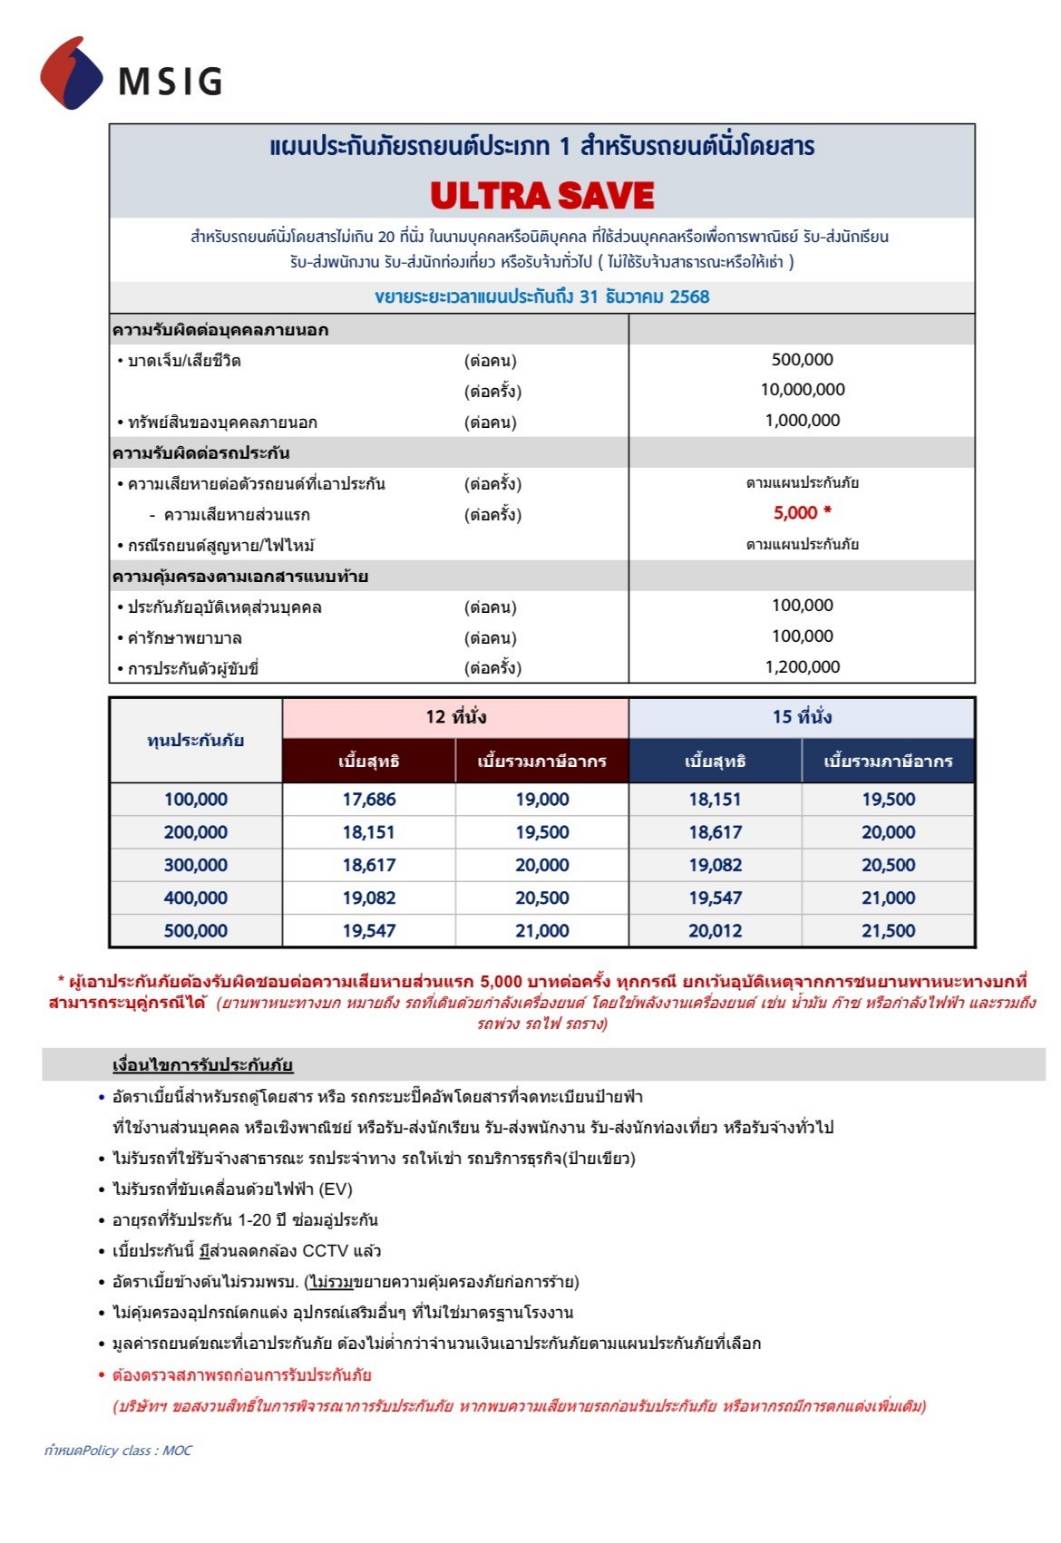 MSIG
แผนประกันภัยรถยนต์ประเภท 1 สำหรับรถยนต์นั่งโดยสาร
ULTRA SAVE
สำหรับรถยนต์นั่งโดยสารไม่เกิน 20 ที่นั่ง ในนามบุคคลหรือนิติบุคคล ที่ใช้ส่วนบุคคลหรือเพื่อการพาณิชย์ รับ-ส่งนักเรียน
รับ-ส่งพนักงาน รับ-ส่งนักท่องเที่ยว หรือรับจ้างทั่วไป ( ไม่ใช้รับจ้างสาธารณะหรือให้เช่า )
ขยายระยะเวลาแผนประกันถึง 31 ธันวาคม 2568
ความรับผิดต่อบุคคลภายนอก
• บาดเจ็บ/เสียชีวิต (ต่อคน) 500,000
(ต่อครั้ง) 10,000,000
• ทรัพย์สินของบุคคลภายนอก (ต่อคน) 1,000,000
ความรับผิดต่อรถประกัน
• ความเสียหายต่อตัวรถยนต์ที่เอาประกัน (ต่อครั้ง) ตามแผนประกันภัย
- ความเสียหายส่วนแรก (ต่อครั้ง) 5,000 *
• กรณีรถยนต์สูญหาย/ไฟไหม้ ตามแผนประกันภัย
ความคุ้มครองตามเอกสารแนบท้าย
• ประกันภัยอุบัติเหตุส่วนบุคคล (ต่อคน) 100,000
• ค่ารักษาพยาบาล (ต่อคน) 100,000
• การประกันตัวผู้ขับขี่ (ต่อครั้ง) 1,200,000
ทุนประกันภัย 12 ที่นั่ง 15 ที่นั่ง
เบี้ยสุทธิ เบี้ยรวมภาษีอากร เบี้ยสุทธิ เบี้ยรวมภาษีอากร
100,000 17,686 19,000 18,151 19,500
200,000 18,151 19,500 18,617 20,000
300,000 18,617 20,000 19,082 20,500
400,000 19,082 20,500 19,547 21,000
500,000 19,547 21,000 20,012 21,500
* ผู้เอาประกันภัยต้องรับผิดชอบต่อความเสียหายส่วนแรก 5,000 บาทต่อครั้ง ทุกกรณี ยกเว้นอุบัติเหตุจากการชนยานพาหนะทางบกที่
สามารถระบุคู่กรณีได้ (ยานพาหนะทางบก หมายถึง รถที่เดินด้วยกำลังเครื่องยนต์ โดยใช้พลังงานเครื่องยนต์ เช่น น้ำมัน ก๊าซ หรือกำลังไฟฟ้า และรวมถึง
รถพ่วง รถไฟ รถราง)
เงื่อนไขการรับประกันภัย
• อัตราเบี้ยนี้สำหรับรถตู้โดยสาร หรือ รถกระบะปิ๊คอัพโดยสารที่จดทะเบียนป้ายฟ้า
ที่ใช้งานส่วนบุคคล หรือเชิงพาณิชย์ หรือรับ-ส่งนักเรียน รับ-ส่งพนักงาน รับ-ส่งนักท่องเที่ยว หรือรับจ้างทั่วไป
• ไม่รับรถที่ใช้รับจ้างสาธารณะ รถประจำทาง รถให้เช่า รถบริการธุรกิจ(ป้ายเขียว)
• ไม่รับรถที่ขับเคลื่อนด้วยไฟฟ้า (EV)
• อายุรถที่รับประกัน 1-20 ปี ซ่อมอู่ประกัน
• เบี้ยประกันนี้ มีส่วนลดกล้อง CCTV แล้ว
• อัตราเบี้ยข้างต้นไม่รวมพรบ. (ไม่รวมขยายความคุ้มครองภัยก่อการร้าย)
• ไม่คุ้มครองอุปกรณ์ตกแต่ง อุปกรณ์เสริมอื่นๆ ที่ไม่ใช่มาตรฐานโรงงาน
• มูลค่ารถยนต์ขณะที่เอาประกันภัย ต้องไม่ต่ำกว่าจำนวนเงินเอาประกันภัยตามแผนประกันภัยที่เลือก
• ต้องตรวจสภาพรถก่อนการรับประกันภัย
(บริษัทฯ ขอสงวนสิทธิ์ในการพิจารณาการรับประกันภัย หากพบความเสียหายรถก่อนรับประกันภัย หรือหากรถมีการตกแต่งเพิ่มเติม)
กำหนดPolicy class : MOC